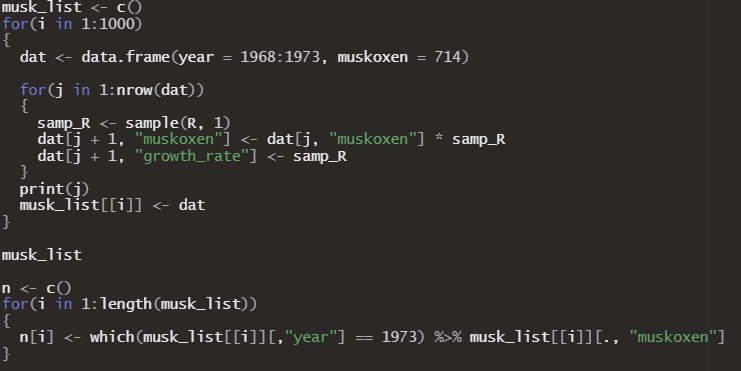 musk_list <- c()
for(i in 1:1000)
{
  dat <- data.frame(year = 1968:1973, muskoxen = 714)

  for(j in 1:nrow(dat))
  {
    samp_R <- sample(R, 1)
    dat[j + 1, "muskoxen"] <- dat[j, "muskoxen"] * samp_R
    dat[j + 1, "growth_rate"] <- samp_R
  }
  print(j)
  musk_list[[i]] <- dat
}

musk_list

n <- c()
for(i in 1:length(musk_list))
{
  n[i] <- which(musk_list[[i]][,"year"] == 1973) %>% musk_list[[i]][., "muskoxen"]
}